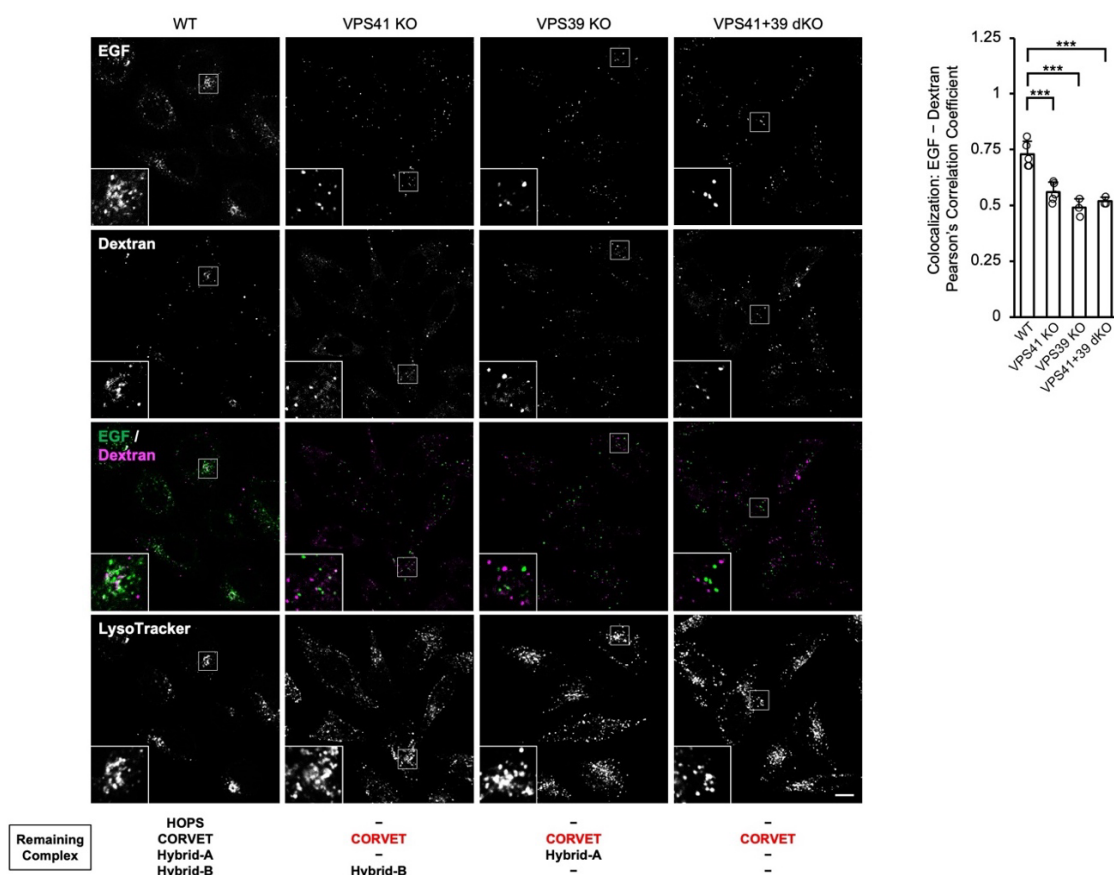 WT VPS41 KO VPS39 KO VPS41+39 dKO
EGF
Dextran
EGF /
Dextran
LysoTracker
Remaining
Complex
HOPS – – –
CORVET CORVET CORVET CORVET
Hybrid-A – Hybrid-A –
Hybrid-B Hybrid-B – –
Colocalization: EGF – Dextran
Pearson's Correlation Coefficient
1.25
1
0.75
0.5
0.25
0
***
***
***
WT
VPS41 KO
VPS39 KO
VPS41+39 dKO